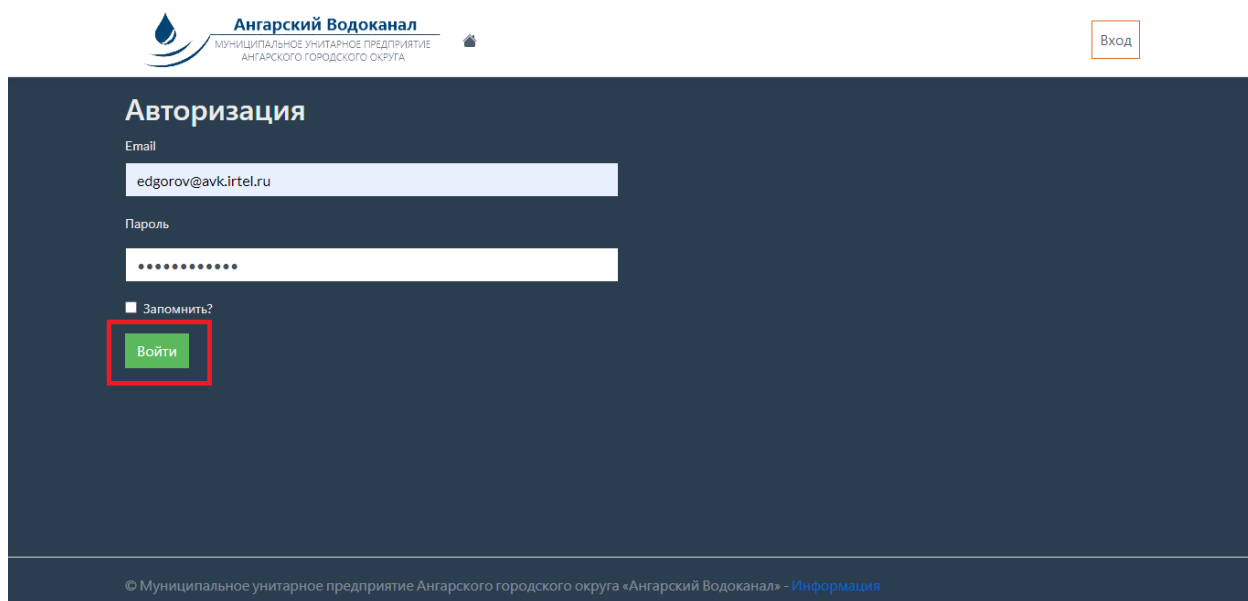 Ангарский Водоканал
МУНИЦИПАЛЬНОЕ УНИТАРНОЕ ПРЕДПРИЯТИЕ
АНГАРСКОГО ГОРОДСКОГО ОКРУГА
Вход
Авторизация
Email
edgorov@avk.irtel.ru
Пароль
••••••••••••
Запомнить?
Войти
© Муниципальное унитарное предприятие Ангарского городского округа «Ангарский Водоканал» - Информация